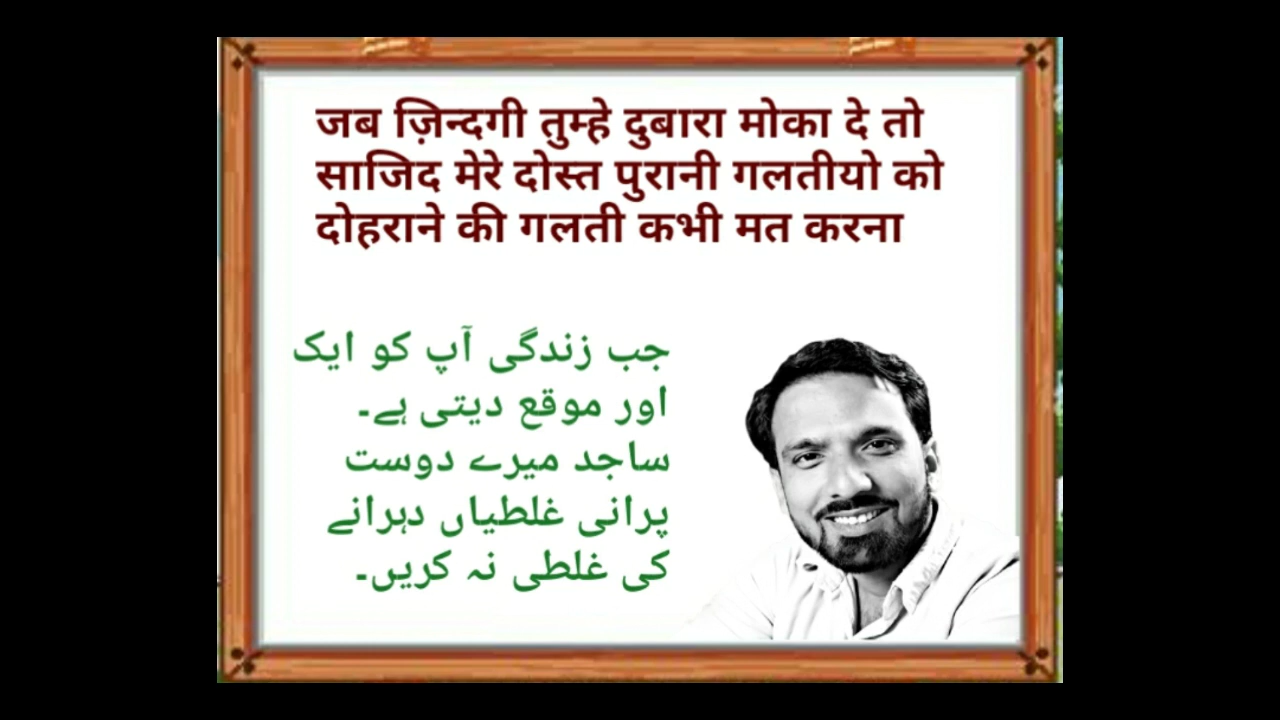 जब ज़िन्दगी तुम्हे दुबारा मोका दे तो
साजिद मेरे दोस्त पुरानी गलतीयो को
दोहराने की गलती कभी मत करना
جب زندگی آپ کو ایک
اور موقع دیتی ہے۔
ساجد میرے دوست
پرانی غلطیاں دہرانے
کی غلطی نہ کریں۔